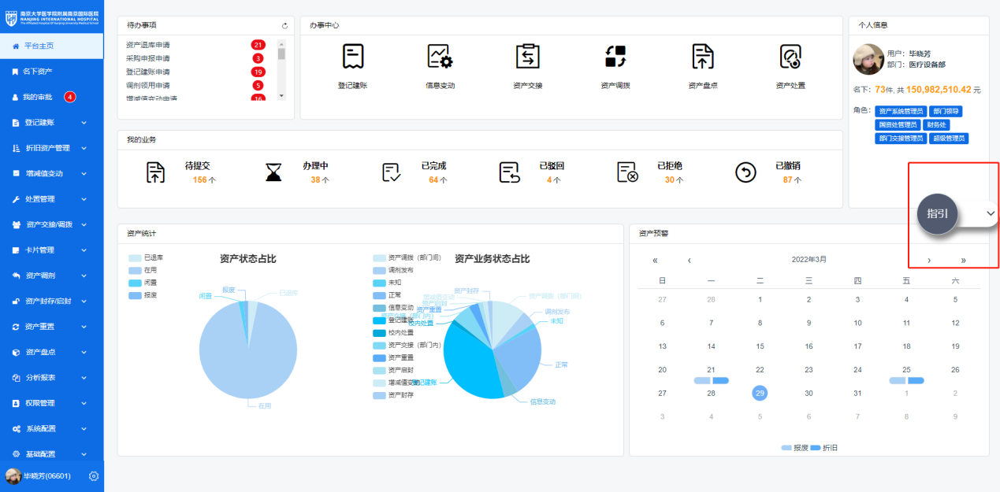 南京大学医学院附属南京国际医院
NANJING INTERNATIONAL HOSPITAL
The Affiliated Hospital of Nanjing University Medical School
平台主页
名下资产
我的审批 4
登记建账
折旧资产管理
增减值变动
处置管理
资产交接/调拨
卡片管理
资产调剂
资产封存/启封
资产重置
资产盘点
分析报表
权限管理
系统配置
基础配置
毕晓芳(06601)
待办事项
资产退库申请 21
采购申报申请 3
登记建账申请 19
调剂领用申请 5
增减值变动申请 16
办事中心
登记建账
信息变动
资产交接
资产调拨
资产盘点
资产处置
个人信息
用户: 毕晓芳
部门: 医疗设备部
名下: 73件, 共 150,982,510.42 元
角色: 资产系统管理员 部门领导
国资处管理员 财务处
部门交接管理员 超级管理员
我的业务
待提交
156 个
办理中
38 个
已完成
64 个
已驳回
4 个
已拒绝
30 个
已撤销
87 个
指引
资产统计
资产状态占比
已退库
在用
闲置
报废
报废
闲置
已退库
在用
资产业务状态占比
资产调拨（部门间）
调剂发布
未知
正常
信息变动
登记建账
校内处置
资产交接（部门内）
资产重置
资产启封
增减值变动
资产封存
资产封存
增减值变动
资产启封
资产重置
资产交接（部门内）
校内处置
登记建账
资产调拨（部门间）
调剂发布
未知
正常
信息变动
资产预警
« ‹ 2022年3月 › »
日 一 二 三 四 五 六
27 28 1 2 3 4 5
6 7 8 9 10 11 12
13 14 15 16 17 18 19
20 21 22 23 24 25 26
27 28 29 30 31 1 2
3 4 5 6 7 8 9
报废 折旧